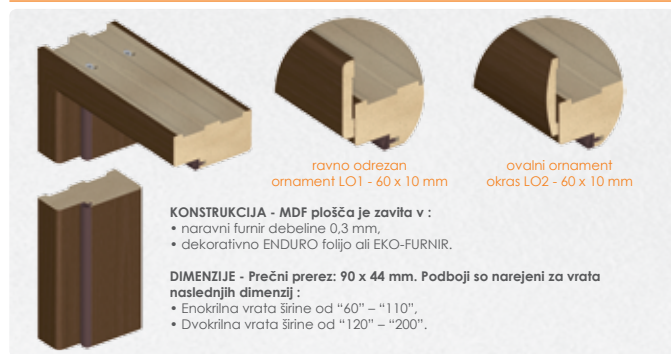 ravno odrezan
ornament LO1 - 60 x 10 mm
ovalni ornament
okras LO2 - 60 x 10 mm
KONSTRUKCIJA - MDF plošča je zavita v :
• naravni furnir debeline 0,3 mm,
• dekorativno ENDURO folijo ali EKO-FURNIR.
DIMENZIJE - Prečni prerez: 90 x 44 mm. Podboji so narejeni za vrata
naslednjih dimenzij :
• Enokrilna vrata širine od “60” – “110”,
• Dvokrilna vrata širine od “120” – “200”.